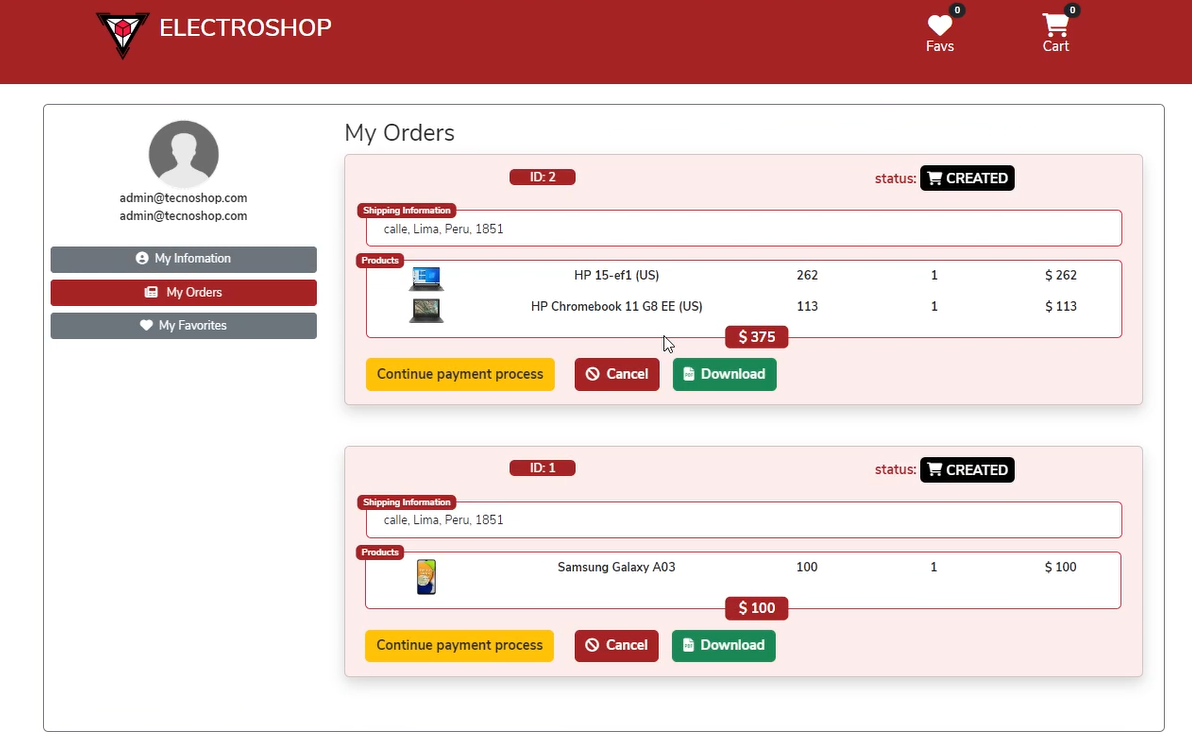 ELECTROSHOP
0
Favs
0
Cart
admin@tecnoshop.com
admin@tecnoshop.com
My Infomation
My Orders
My Favorites
My Orders
ID: 2
status: CREATED
Shipping Information
calle, Lima, Peru, 1851
Products
HP 15-ef1 (US) 262 1 $ 262
HP Chromebook 11 G8 EE (US) 113 1 $ 113
$ 375
Continue payment process Cancel Download
ID: 1
status: CREATED
Shipping Information
calle, Lima, Peru, 1851
Products
Samsung Galaxy A03 100 1 $ 100
$ 100
Continue payment process Cancel Download